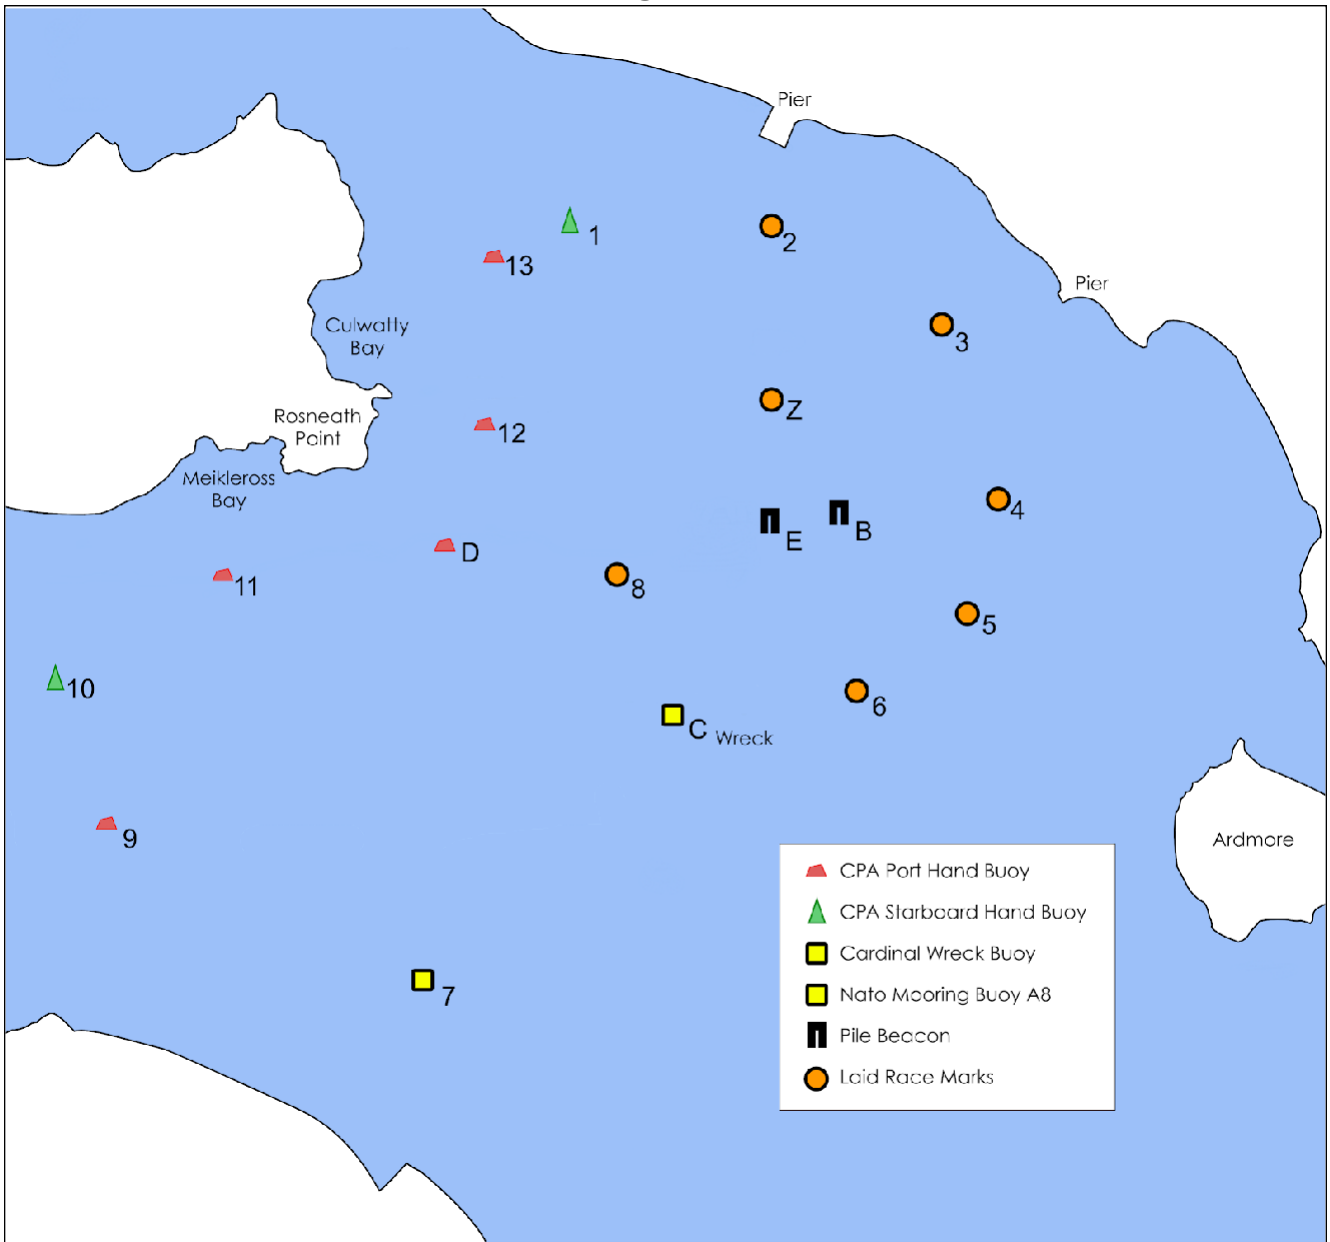 Pier
1
2
13
Pier
Culwatty
Bay
3
Z
Rosneath
Point
12
Meikleross
Bay
4
B
E
D
11
8
5
10
6
C
Wreck
9
Ardmore
CPA Port Hand Buoy
CPA Starboard Hand Buoy
Cardinal Wreck Buoy
Nato Mooring Buoy A8
Pile Beacon
Laid Race Marks
7